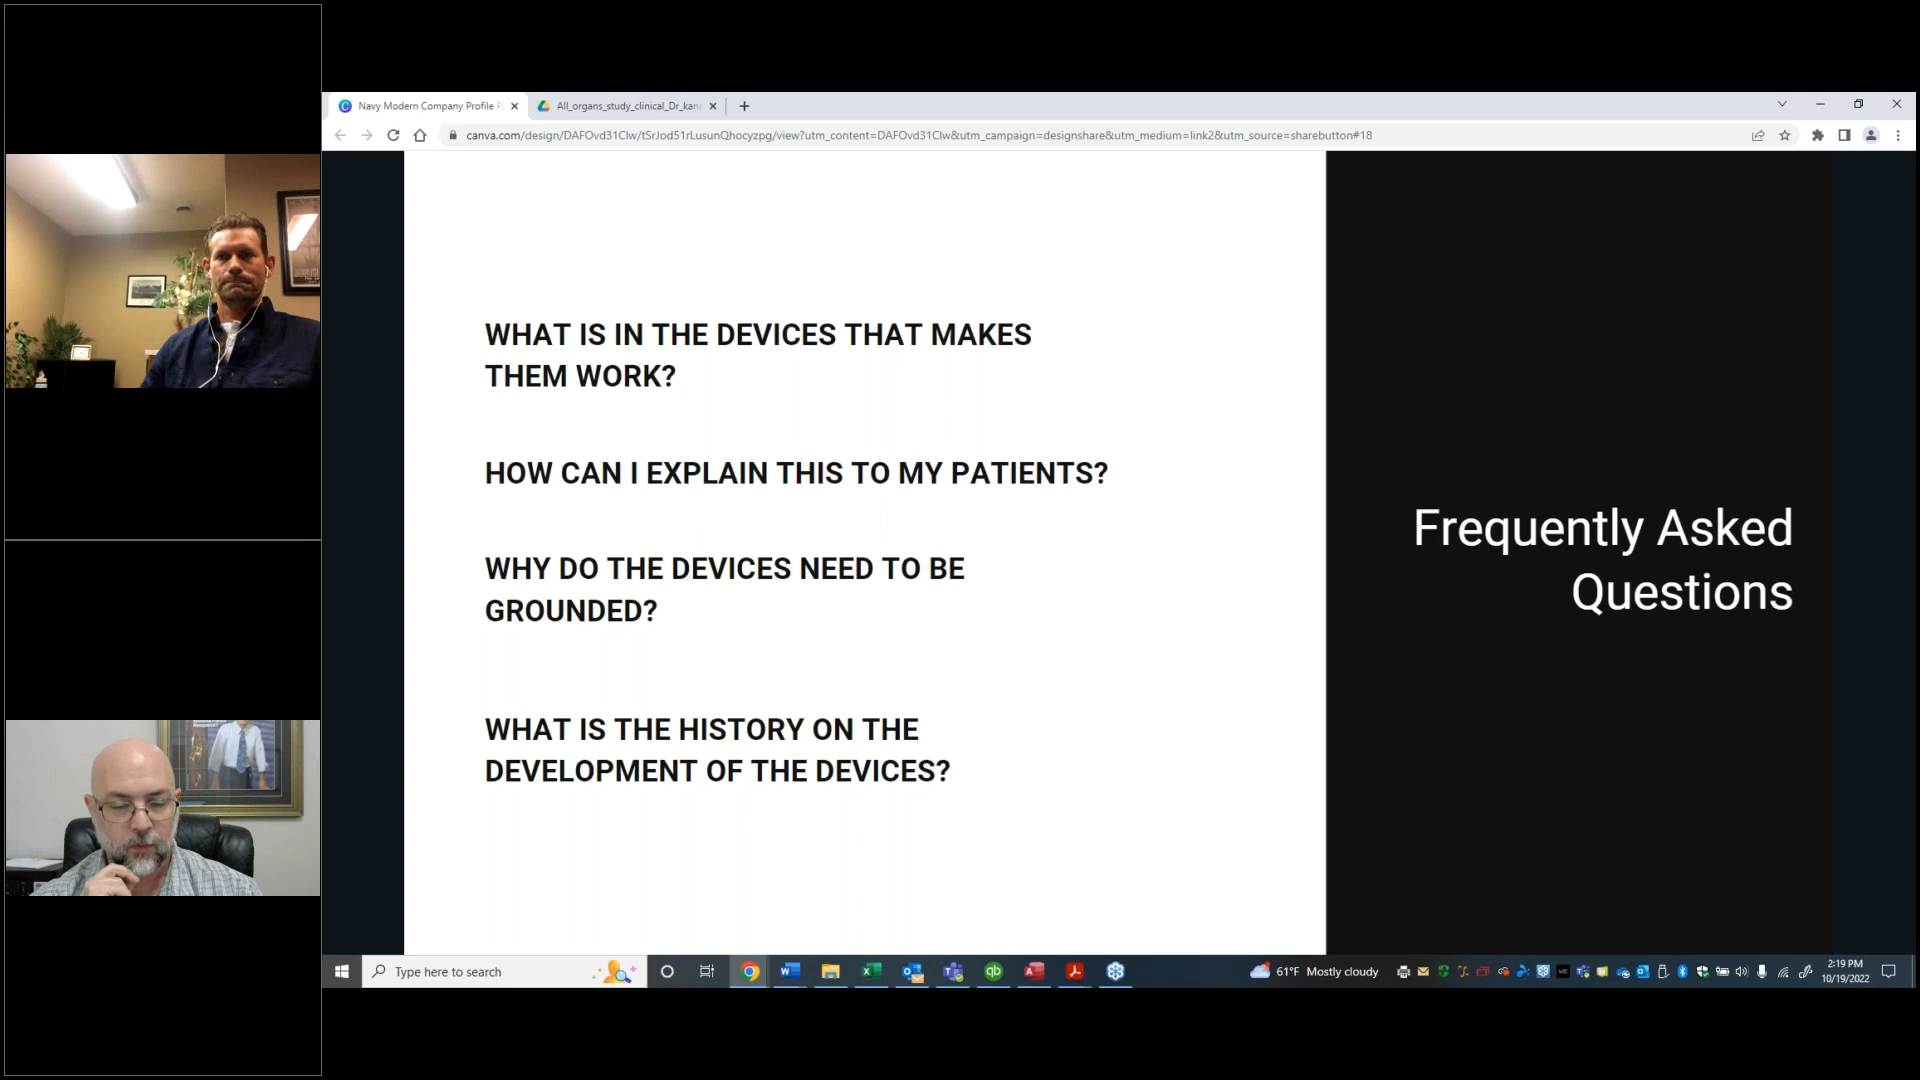 Navy Modern Company Profile P
All_organs_study_clinical_Dr_kan
canva.com/design/DAFOvd31CIw/tSrJod51rLusunQhocyzpg/view?utm_content=DAFOvd31CIw&utm_campaign=designshare&utm_medium=link2&utm_source=sharebutton#18
WHAT IS IN THE DEVICES THAT MAKES
THEM WORK?
HOW CAN I EXPLAIN THIS TO MY PATIENTS?
WHY DO THE DEVICES NEED TO BE
GROUNDED?
WHAT IS THE HISTORY ON THE
DEVELOPMENT OF THE DEVICES?
Frequently Asked
Questions
Type here to search
61°F Mostly cloudy
2:19 PM
10/19/2022